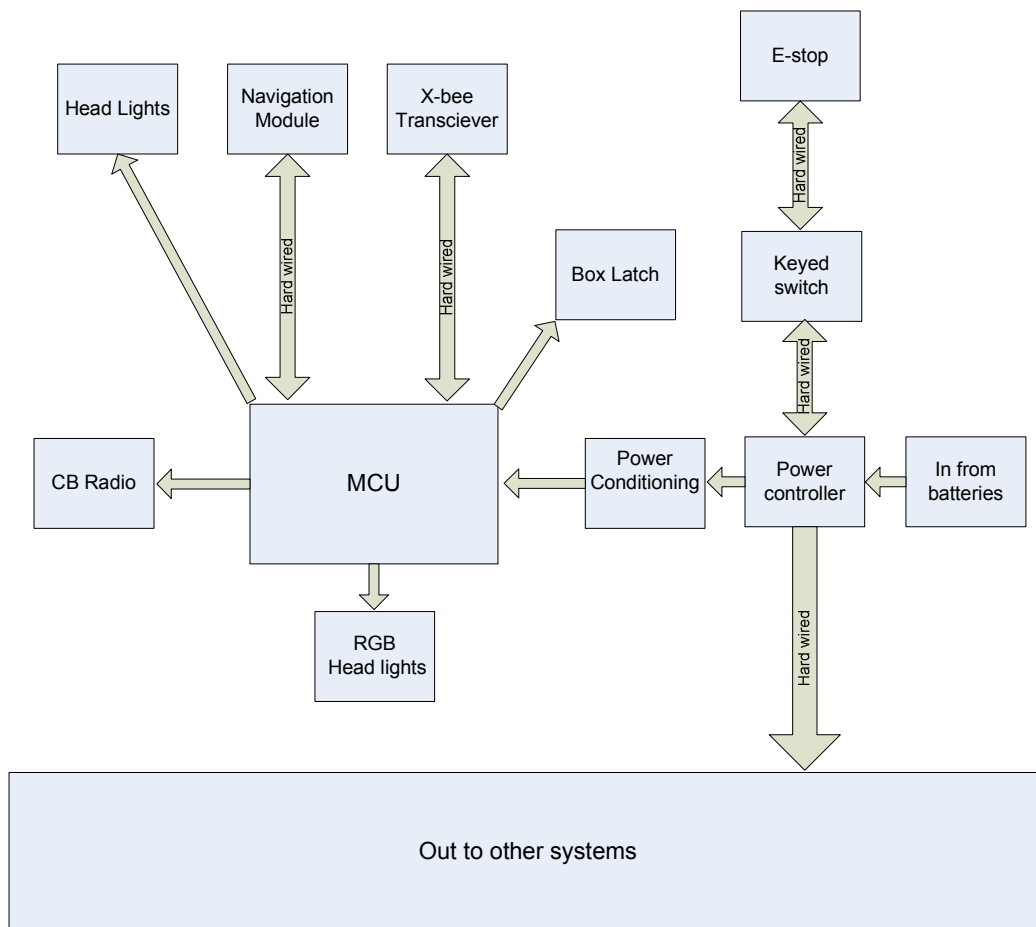 E-stop
Head Lights
Navigation
Module
X-bee
Transciever
Hard wired
Hard wired
Hard wired
Box Latch
Keyed
switch
Hard wired
CB Radio
MCU
Power
Conditioning
Power
controller
In from
batteries
RGB
Head lights
Hard wired
Out to other systems